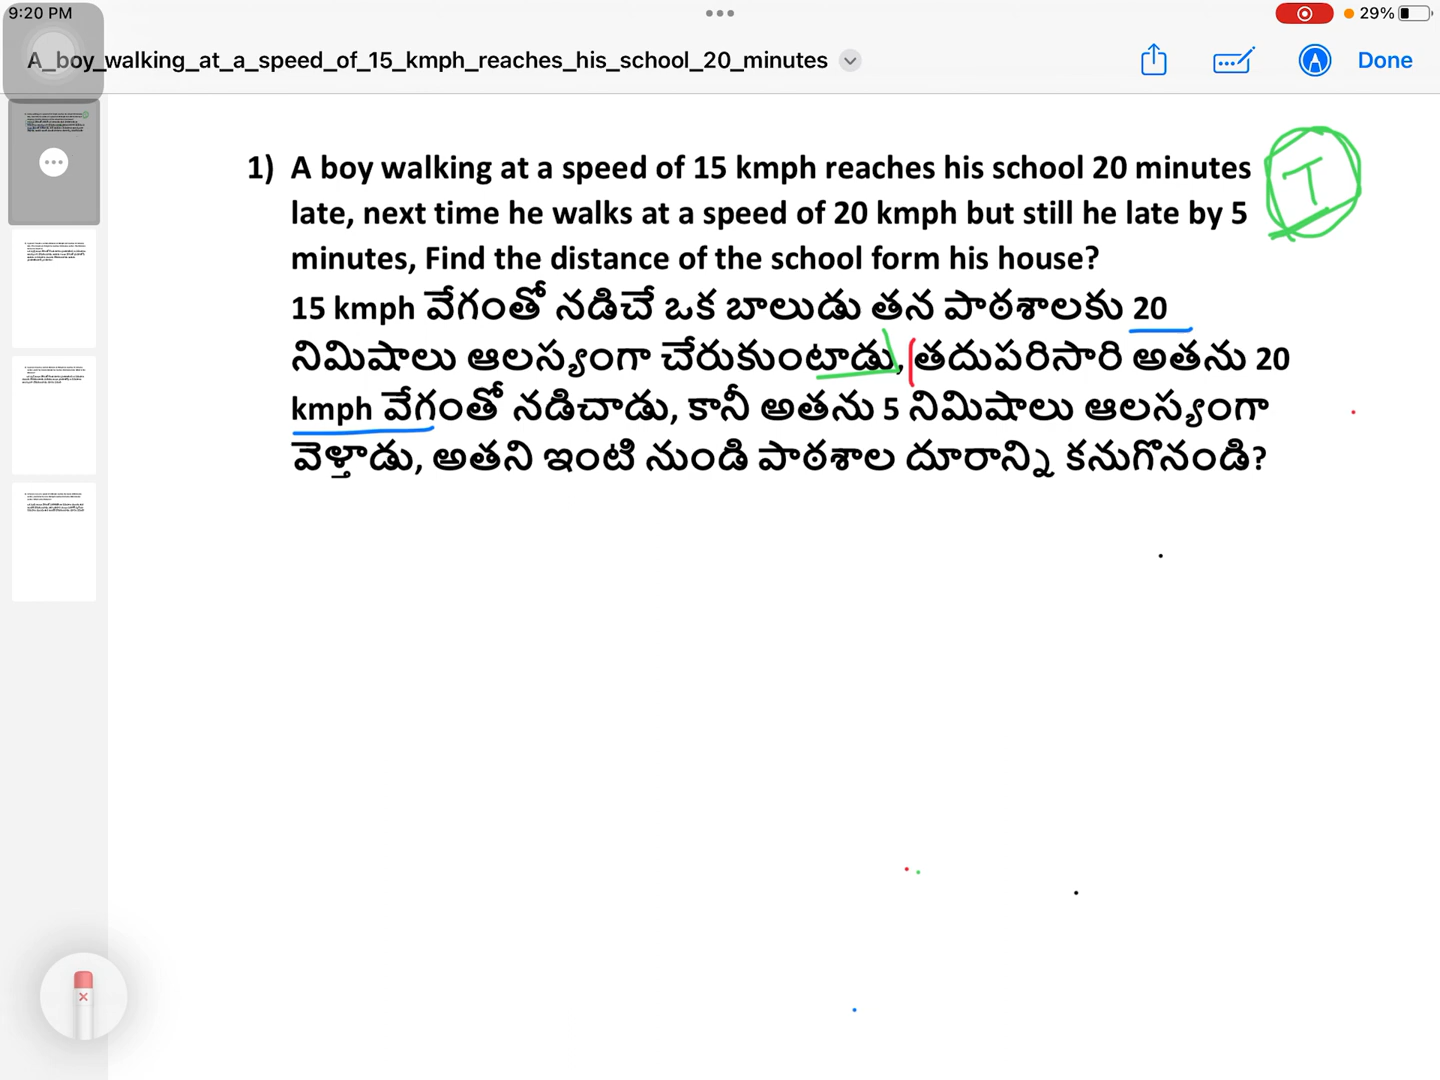 9:20 PM
29%
A_boy_walking_at_a_speed_of_15_kmph_reaches_his_school_20_minutes
Done
1) A boy walking at a speed of 15 kmph reaches his school 20 minutes
late, next time he walks at a speed of 20 kmph but still he late by 5
minutes, Find the distance of the school form his house?
15 kmph వేగంతో నడిచే ఒక బాలుడు తన పాఠశాలకు 20
నిమిషాలు ఆలస్యంగా చేరుకుంటాడు, తదుపరిసారి అతను 20
kmph వేగంతో నడిచాడు, కానీ అతను 5 నిమిషాలు ఆలస్యంగా
వెళ్తాడు, అతని ఇంటి నుండి పాఠశాల దూరాన్ని కనుగొనండి?
T